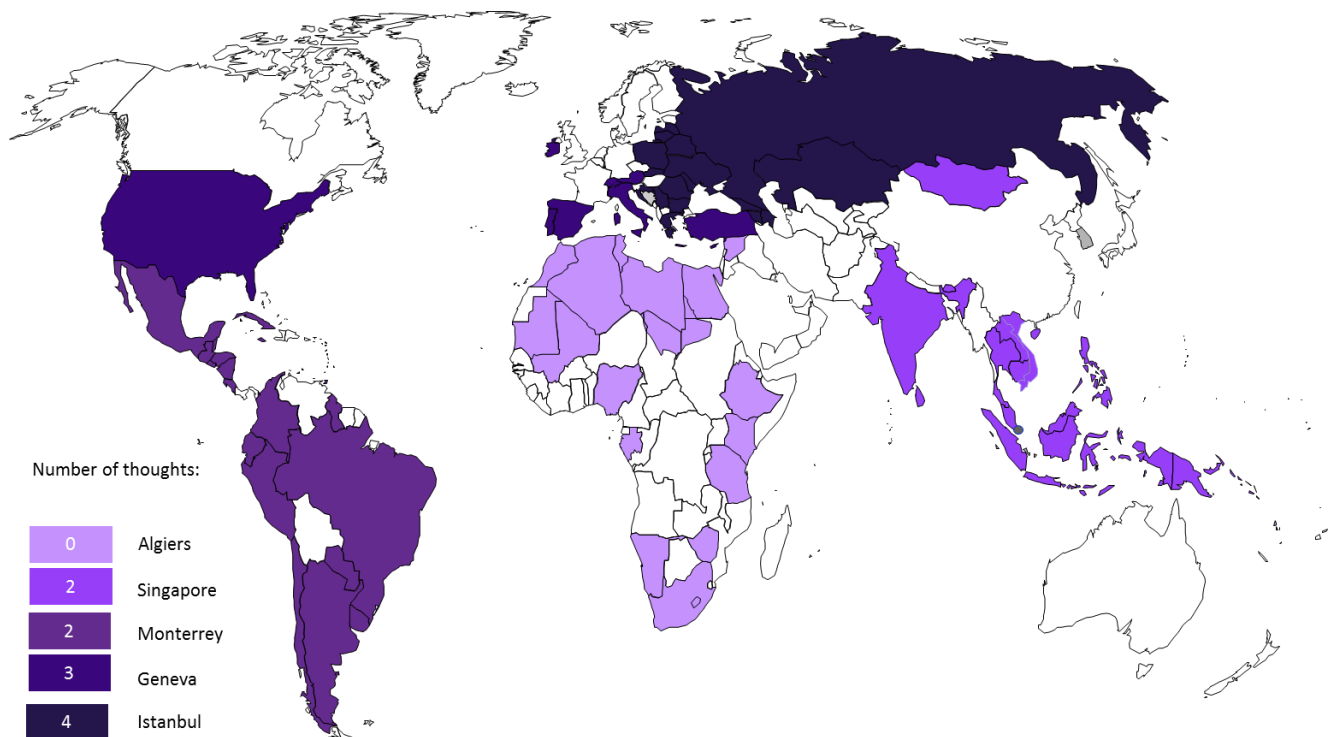 Number of thoughts:
0 Algiers
2 Singapore
2 Monterrey
3 Geneva
4 Istanbul